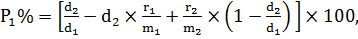 P₁% = [d₂/d₁ − d₂ × r₁/m₁ + r₂/m₂ × (1 − d₂/d₁)] × 100,